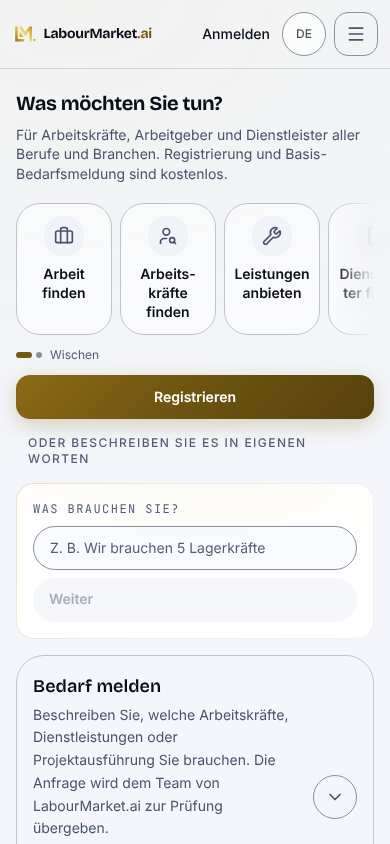 LabourMarket.ai
Anmelden
DE
Was möchten Sie tun?
Für Arbeitskräfte, Arbeitgeber und Dienstleister aller
Berufe und Branchen. Registrierung und Basis-
Bedarfsmeldung sind kostenlos.
Arbeit
finden
Arbeits-
kräfte
finden
Leistungen
anbieten
Wischen
Registrieren
ODER BESCHREIBEN SIE ES IN EIGENEN
WORTEN
WAS BRAUCHEN SIE?
Z. B. Wir brauchen 5 Lagerkräfte
Weiter
Bedarf melden
Beschreiben Sie, welche Arbeitskräfte,
Dienstleistungen oder
Projektausführung Sie brauchen. Die
Anfrage wird dem Team von
LabourMarket.ai zur Prüfung
übergeben.